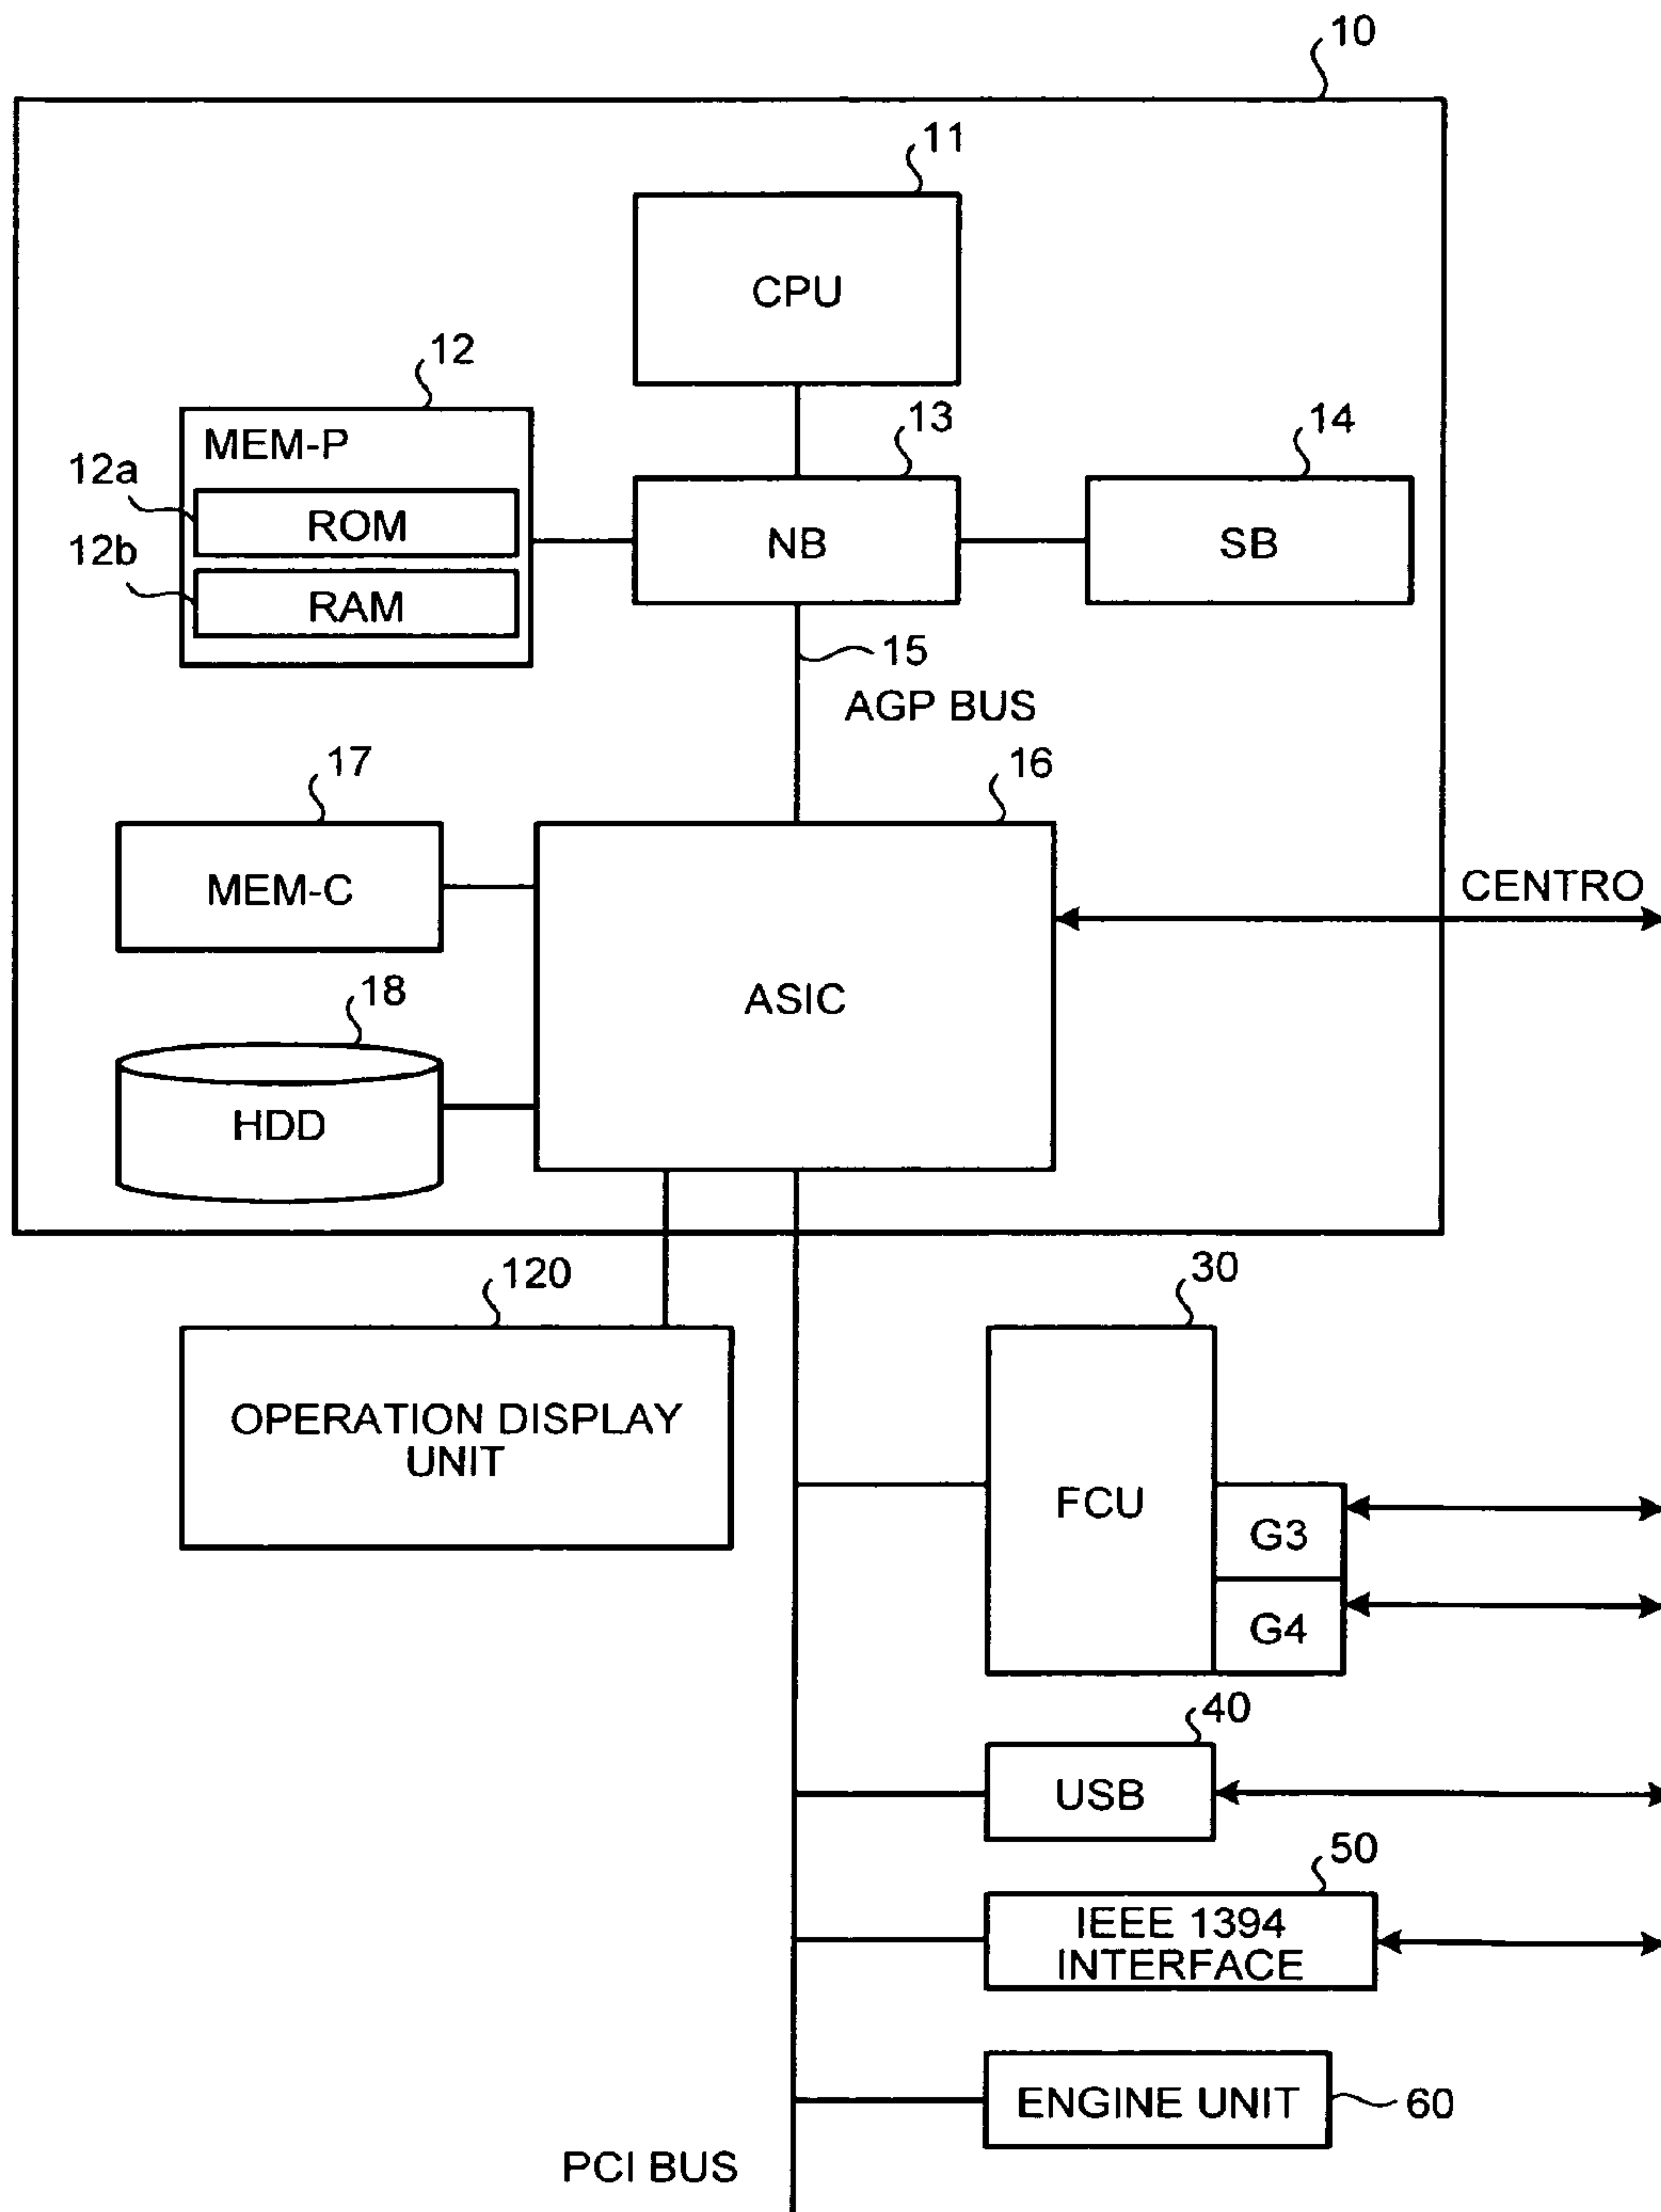 10
11
CPU
12
13
14
MEM-P
12a
ROM
NB
SB
12b
RAM
15
AGP BUS
17
16
MEM-C
CENTRO
ASIC
18
HDD
120
30
OPERATION DISPLAY
UNIT
FCU
G3
G4
40
USB
50
IEEE 1394
INTERFACE
ENGINE UNIT
60
PCI BUS